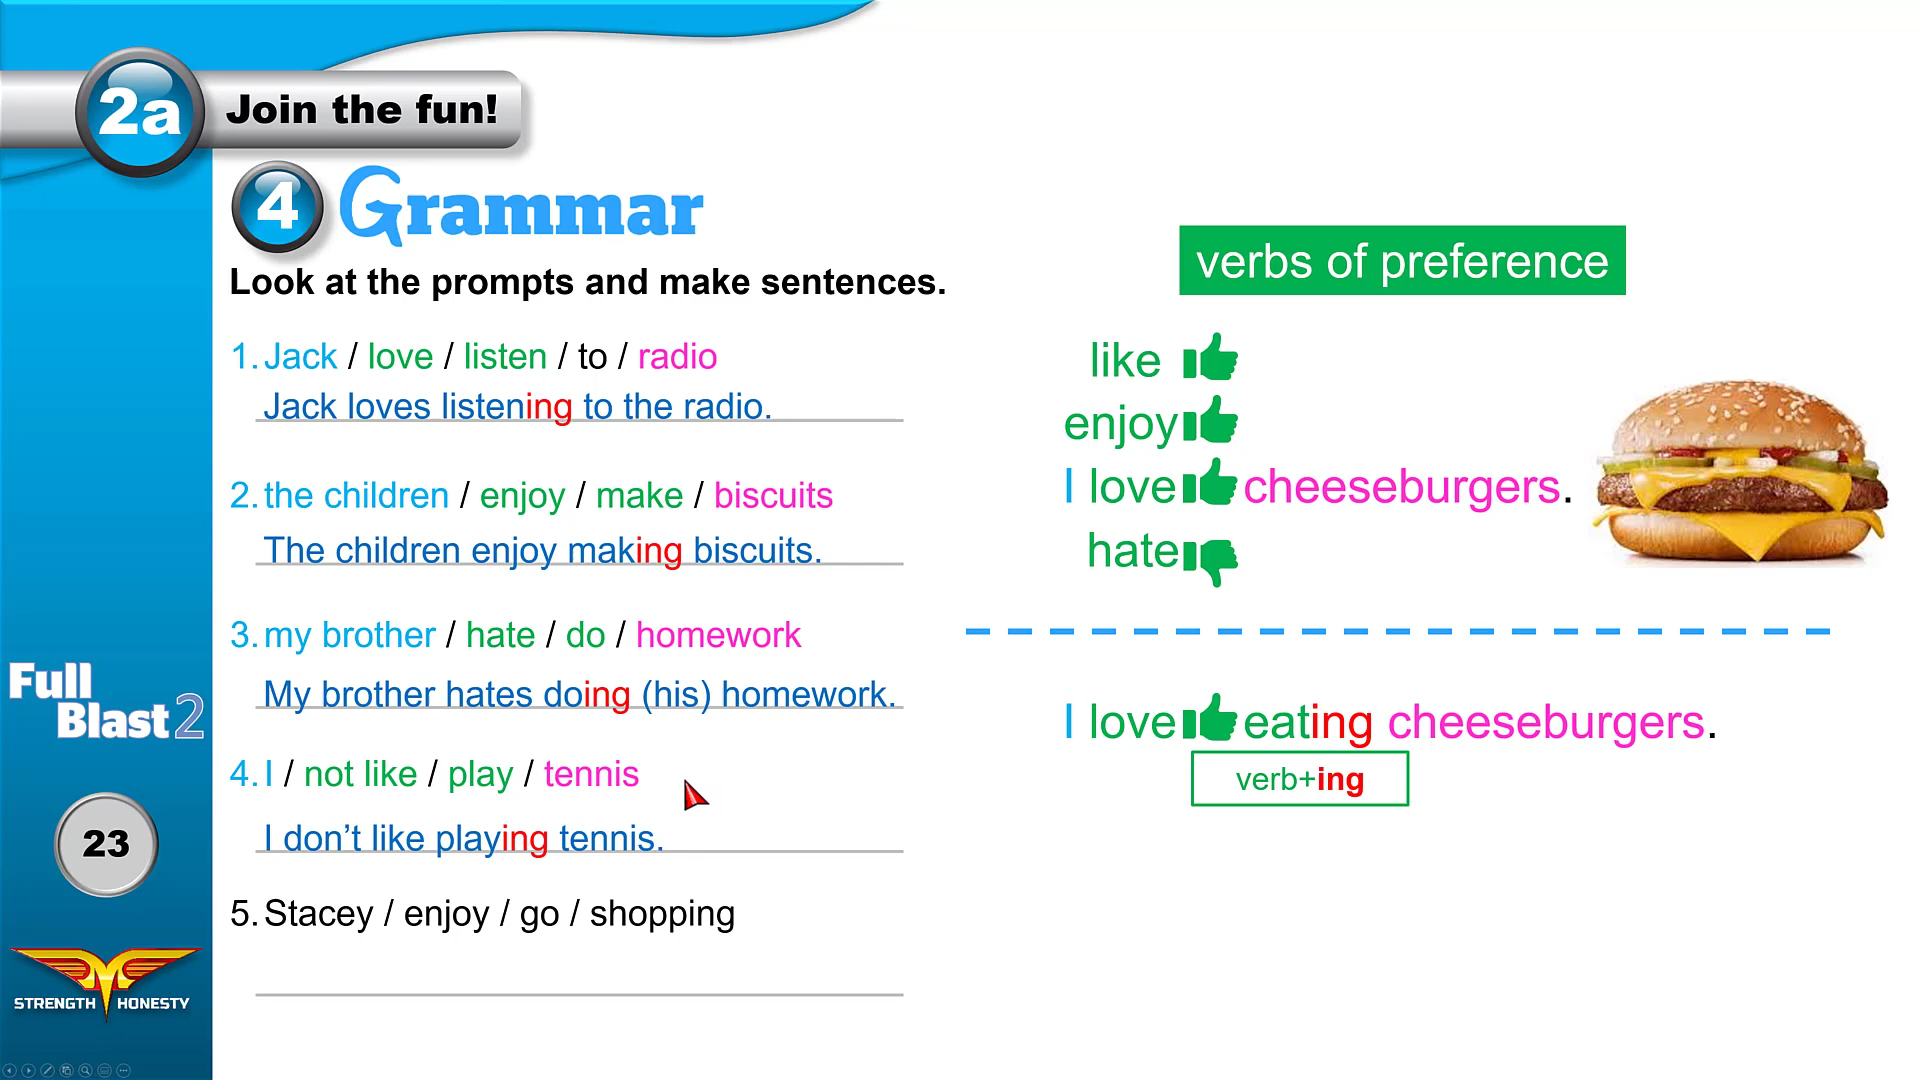 2a Join the fun!
4 Grammar
Look at the prompts and make sentences.
1. Jack / love / listen / to / radio
Jack loves listening to the radio.
2. the children / enjoy / make / biscuits
The children enjoy making biscuits.
3. my brother / hate / do / homework
My brother hates doing (his) homework.
4. I / not like / play / tennis
I don’t like playing tennis.
5. Stacey / enjoy / go / shopping
verbs of preference
like
enjoy
I love cheeseburgers.
hate
I love eating cheeseburgers.
verb+ing
Full
Blast 2
23
STRENGTH HONESTY